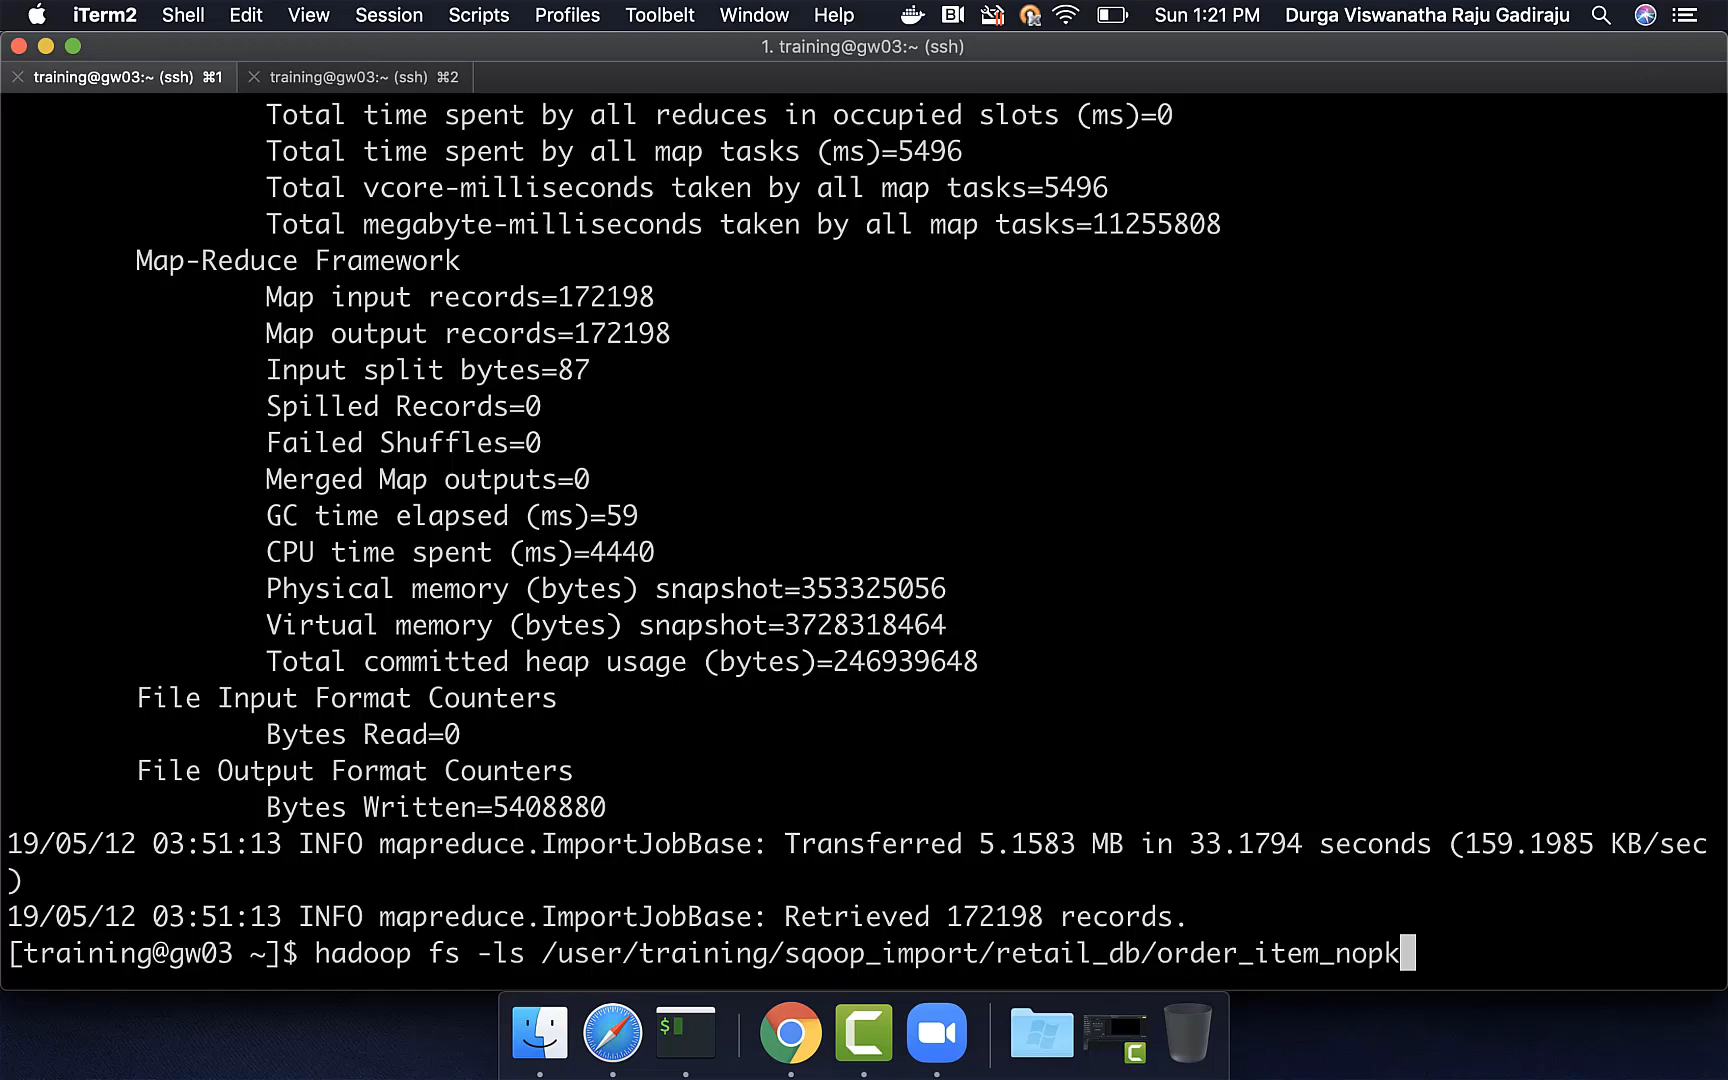 iTerm2 Shell Edit View Session Scripts Profiles Toolbelt Window Help Sun 1:21 PM Durga Viswanatha Raju Gadiraju
1. training@gw03:~ (ssh)
training@gw03:~ (ssh) ⌘1 training@gw03:~ (ssh) ⌘2
Total time spent by all reduces in occupied slots (ms)=0
Total time spent by all map tasks (ms)=5496
Total vcore-milliseconds taken by all map tasks=5496
Total megabyte-milliseconds taken by all map tasks=11255808
Map-Reduce Framework
Map input records=172198
Map output records=172198
Input split bytes=87
Spilled Records=0
Failed Shuffles=0
Merged Map outputs=0
GC time elapsed (ms)=59
CPU time spent (ms)=4440
Physical memory (bytes) snapshot=353325056
Virtual memory (bytes) snapshot=3728318464
Total committed heap usage (bytes)=246939648
File Input Format Counters
Bytes Read=0
File Output Format Counters
Bytes Written=5408880
19/05/12 03:51:13 INFO mapreduce.ImportJobBase: Transferred 5.1583 MB in 33.1794 seconds (159.1985 KB/sec
)
19/05/12 03:51:13 INFO mapreduce.ImportJobBase: Retrieved 172198 records.
[training@gw03 ~]$ hadoop fs -ls /user/training/sqoop_import/retail_db/order_item_nopk